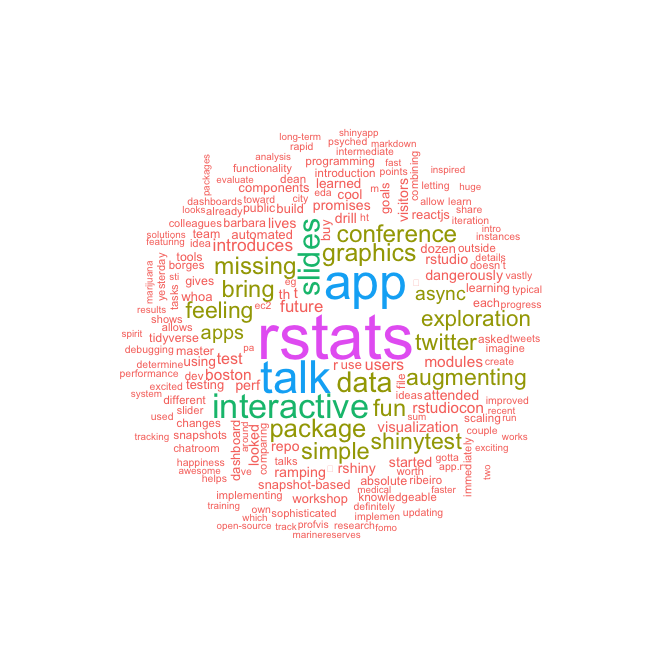 long-term
shinyapp
rapid
psyched
markdown
analysis
intermediate
combining
packages
programming
fast
evaluate
functionality
introduction
points
inspired
dean
learned
components
eda
cool
m
goals
visitors
letting
huge
dashboards
toward
city
promises
allow
learn
looks
already
public
build
drill
ht
reactjs
share
colleagues
barbara
lives
buy
iteration
solutions
team
automated
slides
conference
dozen
outside
intro
instances
featuring
idea
introduces
graphics
rstudio
details
yesterday
tools
missing
dangerously
doesn
t
marijuana
borges
bring
eg
app
async
learning
vastly
typical
sti
tasks
gives
th
t
each
progress
results
whoa
ec2
future
shows
feeling
exploration
spirit
allows
apps
rstats
twitter
asked
tweets
debugging
tidyverse
master
using
test
pa
imagine
determine
r
use
users
modules
create
performance
dev
boston
talk
data
augmenting
excited
testing
perf
file
ideas
attended
improved
system
different
interactive
fun
rstudiocon
recent
used
slider
sum
scaling
run
changes
package
visualization
couple
tracking
snapshots
dashboard
around
looked
repo
simple
shinytest
works
chatroom
comparing
started
gotta
exciting
happiness
ve
talks
rshiny
app.r
immediately
two
awesome
ramping
worth
helps
snapshot-based
absolute
ribeiro
faster
implementing
workshop
medical
knowledgeable
training
own
sophisticated
definitely
which
implemen
updating
open-source
track
profvis
research
fomo
marinereserves